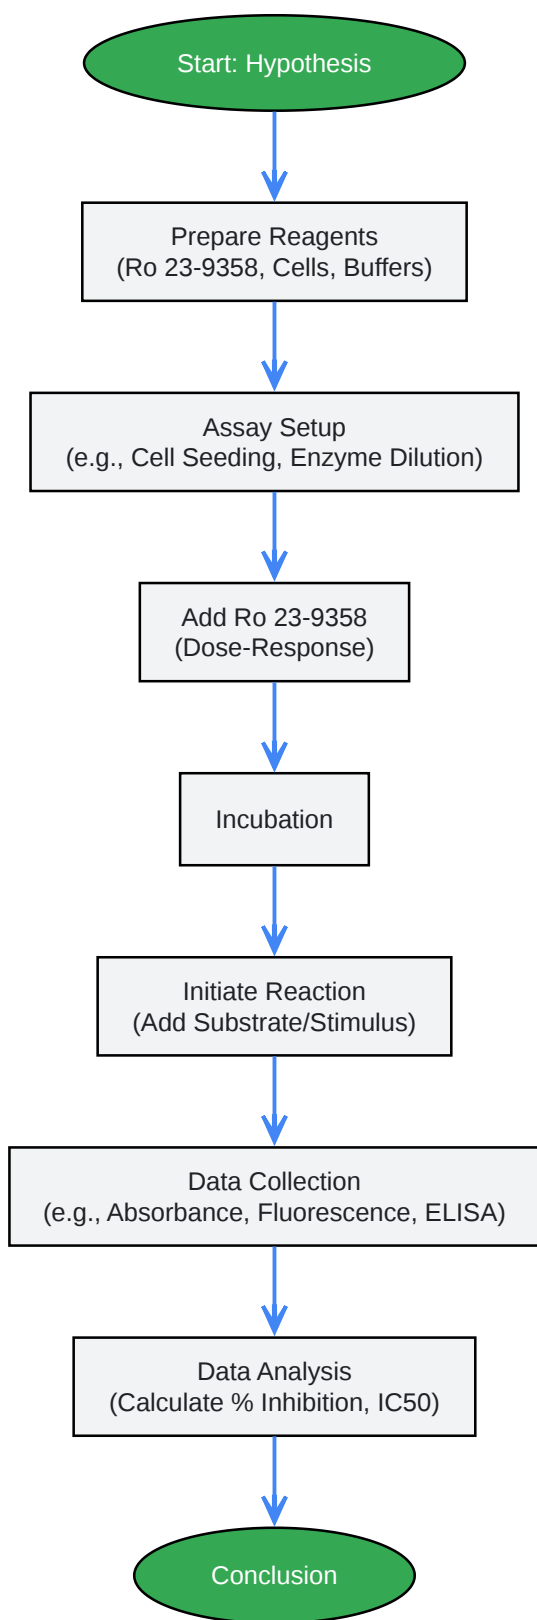 Start: Hypothesis
Prepare Reagents
(Ro 23-9358, Cells, Buffers)
Assay Setup
(e.g., Cell Seeding, Enzyme Dilution)
Add Ro 23-9358
(Dose-Response)
Incubation
Initiate Reaction
(Add Substrate/Stimulus)
Data Collection
(e.g., Absorbance, Fluorescence, ELISA)
Data Analysis
(Calculate % Inhibition, IC50)
Conclusion